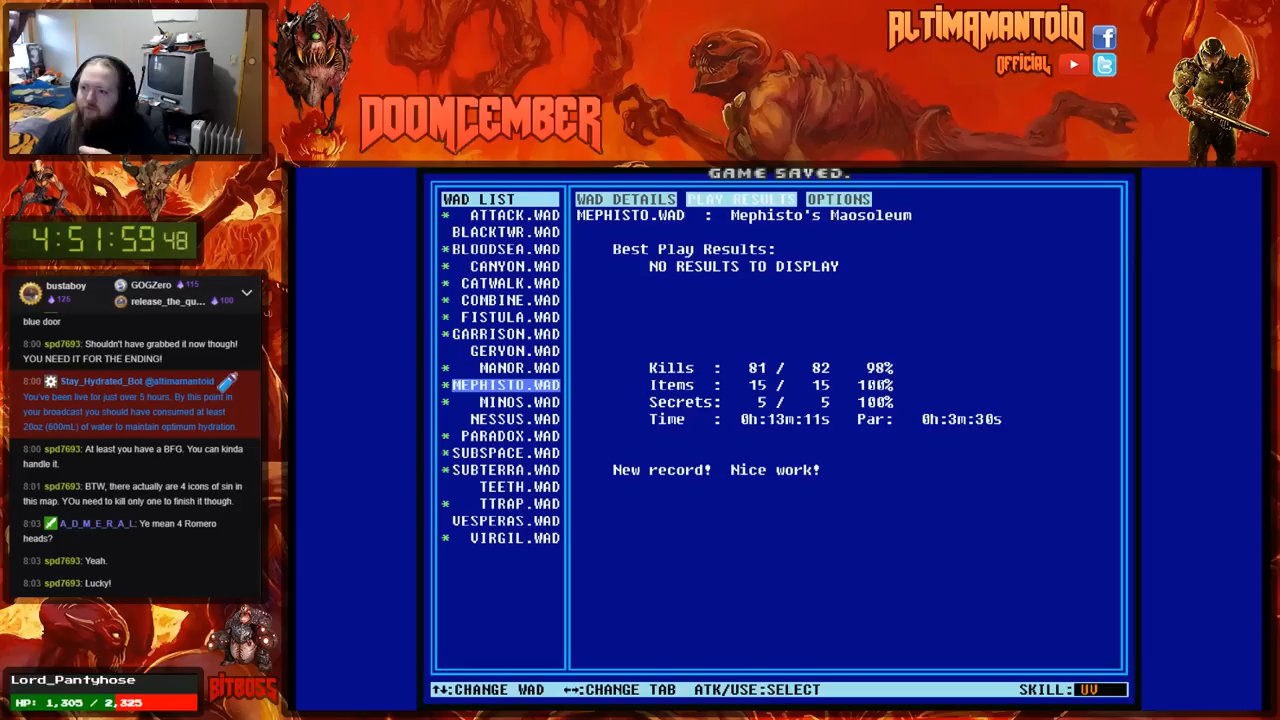 ALTIMAMANTOID
OFFICIAL
DOOMCEMBER
4:51:59 48
bustaboy
125
GOGZero 115
release_the_qu... 100
blue door
8:00 spd7693: Shouldn't have grabbed it now though!
YOU NEED IT FOR THE ENDING!
8:00 Stay_Hydrated_Bot @altimamantoid
You've been live for just over 5 hours. By this point in
your broadcast you should have consumed at least
20oz (600mL) of water to maintain optimum hydration.
8:00 spd7693: At least you have a BFG. You can kinda
handle it.
8:01 spd7693: BTW, there actually are 4 icons of sin in
this map. YOu need to kill only one to finish it though.
8:03 A_D_M_E_R_A_L: Ye mean 4 Romero
heads?
8:03 spd7693: Yeah.
8:03 spd7693: Lucky!
Lord_Pantyhose
HP: 1,305 / 2,325
BITBOSS
GAME SAVED.
WAD LIST
* ATTACK.WAD
BLACKTWR.WAD
*BLOODSEA.WAD
* CANYON.WAD
* CATWALK.WAD
* COMBINE.WAD
* FISTULA.WAD
*GARRISON.WAD
GERYON.WAD
* MANOR.WAD
*MEPHISTO.WAD
* MINOS.WAD
NESSUS.WAD
* PARADOX.WAD
*SUBSPACE.WAD
*SUBTERRA.WAD
TEETH.WAD
* TTRAP.WAD
VESPERAS.WAD
* VIRGIL.WAD
WAD DETAILS PLAY RESULTS OPTIONS
MEPHISTO.WAD : Mephisto's Maosoleum
Best Play Results:
NO RESULTS TO DISPLAY
Kills : 81 / 82 98%
Items : 15 / 15 100%
Secrets: 5 / 5 100%
Time : 0h:13m:11s Par: 0h:3m:30s
New record! Nice work!
↑↓:CHANGE WAD ←→:CHANGE TAB ATK/USE:SELECT SKILL: UV